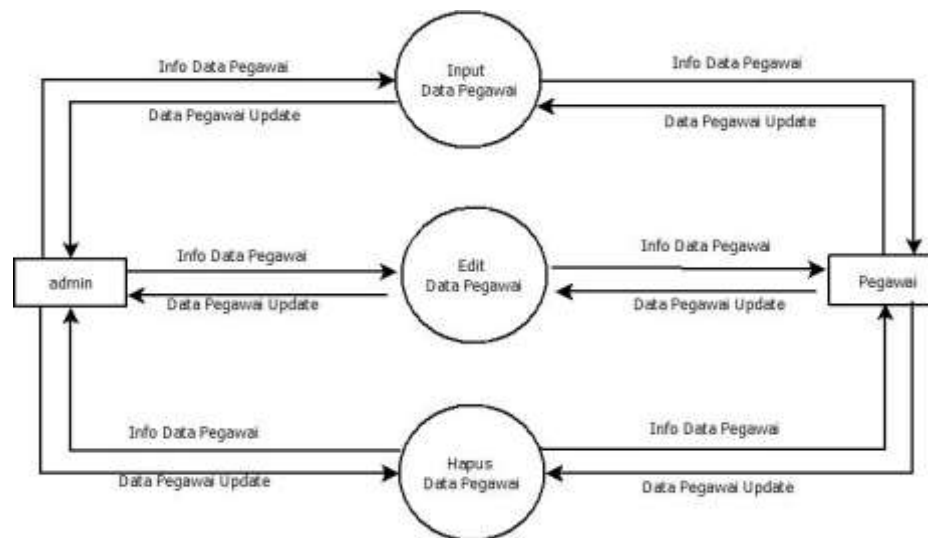 Info Data Pegawai
Input
Data Pegawai
Info Data Pegawai
Data Pegawai Update
Data Pegawai Update
Info Data Pegawai
Info Data Pegawai
admin
Edit
Data Pegawai
Pegawai
Data Pegawai Update
Data Pegawai Update
Info Data Pegawai
Info Data Pegawai
Hapus
Data Pegawai
Data Pegawai Update
Data Pegawai Update